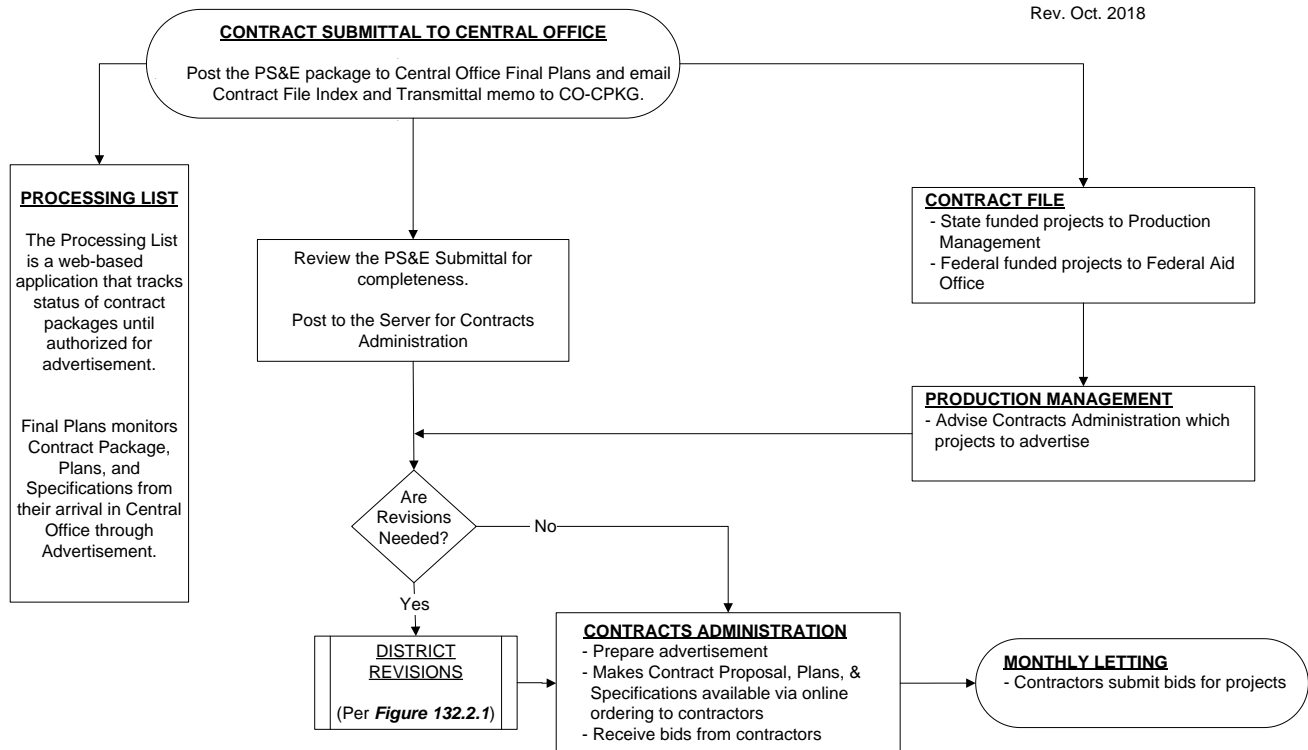 Rev. Oct. 2018
CONTRACT SUBMITTAL TO CENTRAL OFFICE
Post the PS&E package to Central Office Final Plans and email
Contract File Index and Transmittal memo to CO-CPKG.
PROCESSING LIST
The Processing List
is a web-based
application that tracks
status of contract
packages until
authorized for
advertisement.
Final Plans monitors
Contract Package,
Plans, and
Specifications from
their arrival in Central
Office through
Advertisement.
Review the PS&E Submittal for
completeness.
Post to the Server for Contracts
Administration
CONTRACT FILE
- State funded projects to Production
Management
- Federal funded projects to Federal Aid
Office
PRODUCTION MANAGEMENT
- Advise Contracts Administration which
projects to advertise
Are
Revisions
Needed?
No
Yes
DISTRICT
REVISIONS
(Per Figure 132.2.1)
CONTRACTS ADMINISTRATION
- Prepare advertisement
- Makes Contract Proposal, Plans, &
Specifications available via online
ordering to contractors
- Receive bids from contractors
MONTHLY LETTING
- Contractors submit bids for projects